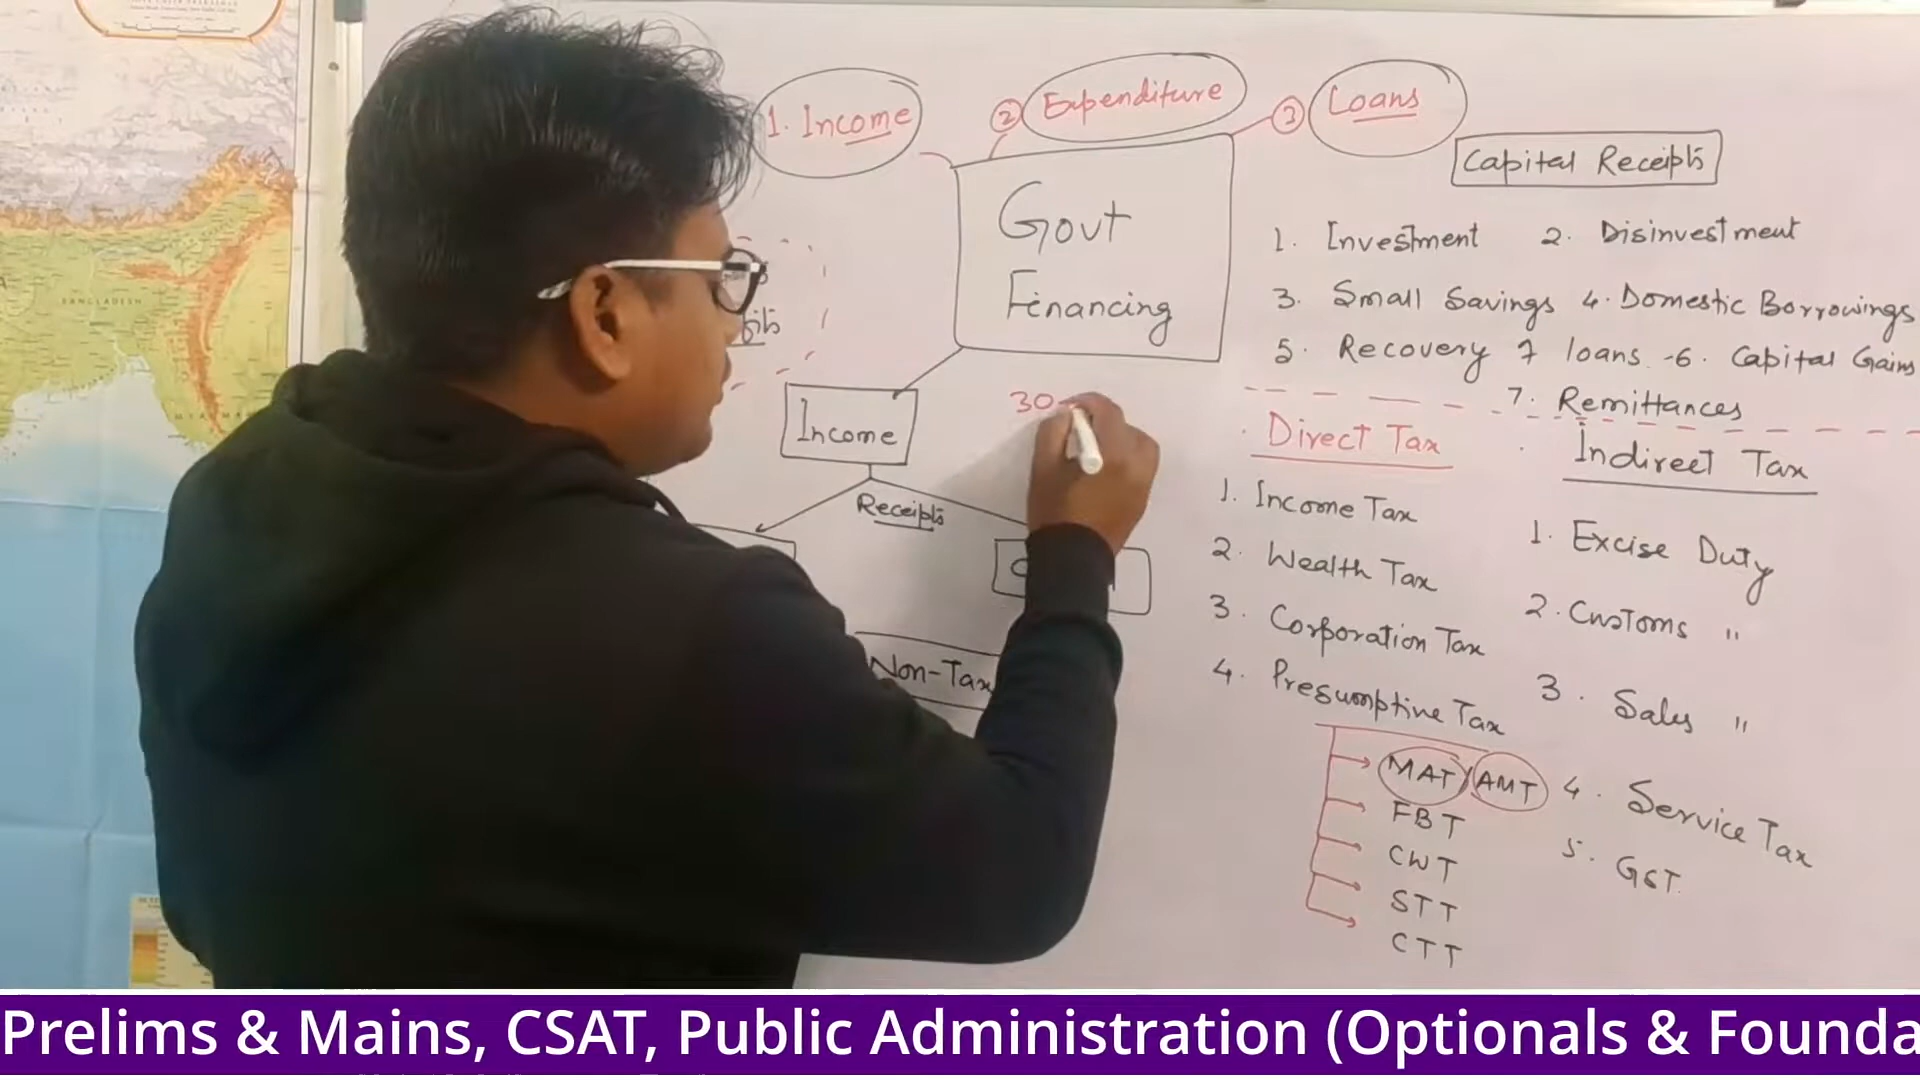 1. Income
② Expenditure
③ Loans
Capital Receipts
Govt
Financing
1. Investment 2. Disinvestment
3. Small Savings 4. Domestic Borrowings
5. Recovery of loans - 6. Capital Gains
7. Remittances
Income
30
Receipts
Non-Tax
Direct Tax
1. Income Tax
2. Wealth Tax
3. Corporation Tax
4. Presumptive Tax
MAT / AMT
FBT
CWT
STT
CTT
Indirect Tax
1. Excise Duty
2. Customs "
3. Sales "
4. Service Tax
5. GST
BANGLADESH
Prelims & Mains, CSAT, Public Administration (Optionals & Founda